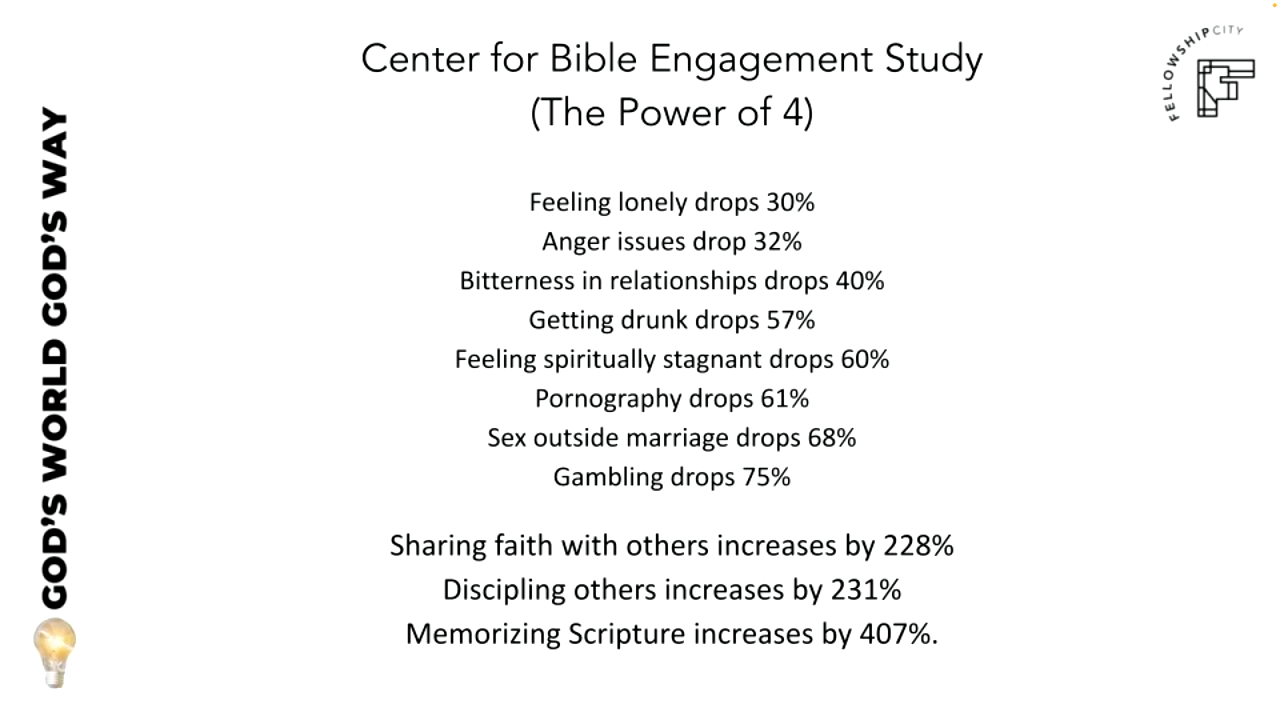 Center for Bible Engagement Study
(The Power of 4)
FELLOWSHIPCITY
GOD'S WORLD GOD'S WAY
Feeling lonely drops 30%
Anger issues drop 32%
Bitterness in relationships drops 40%
Getting drunk drops 57%
Feeling spiritually stagnant drops 60%
Pornography drops 61%
Sex outside marriage drops 68%
Gambling drops 75%
Sharing faith with others increases by 228%
Discipling others increases by 231%
Memorizing Scripture increases by 407%.